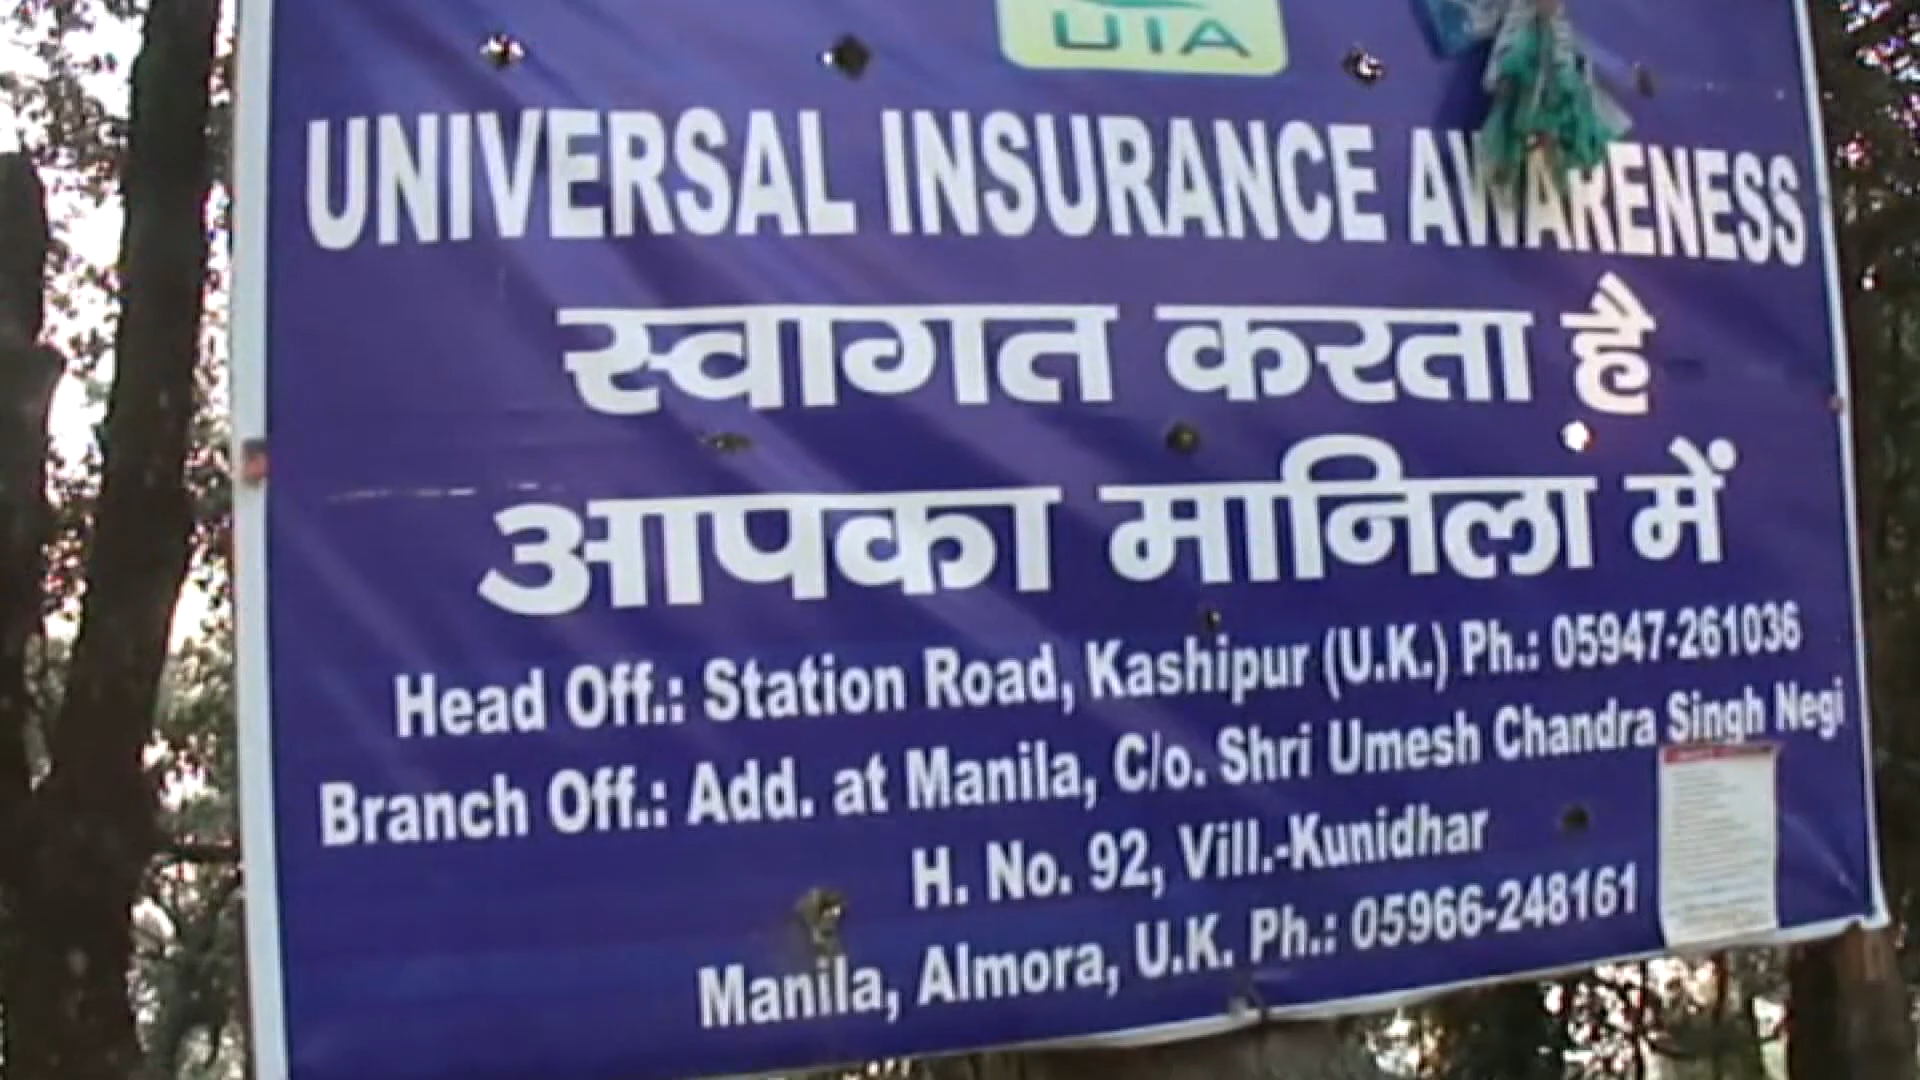 UIA
UNIVERSAL INSURANCE AWARENESS
स्वागत करता है
आपका मानिला में
Head Off.: Station Road, Kashipur (U.K.) Ph.: 05947-261036
Branch Off.: Add. at Manila, C/o. Shri Umesh Chandra Singh Negi
H. No. 92, Vill.-Kunidhar
Manila, Almora, U.K. Ph.: 05966-248161